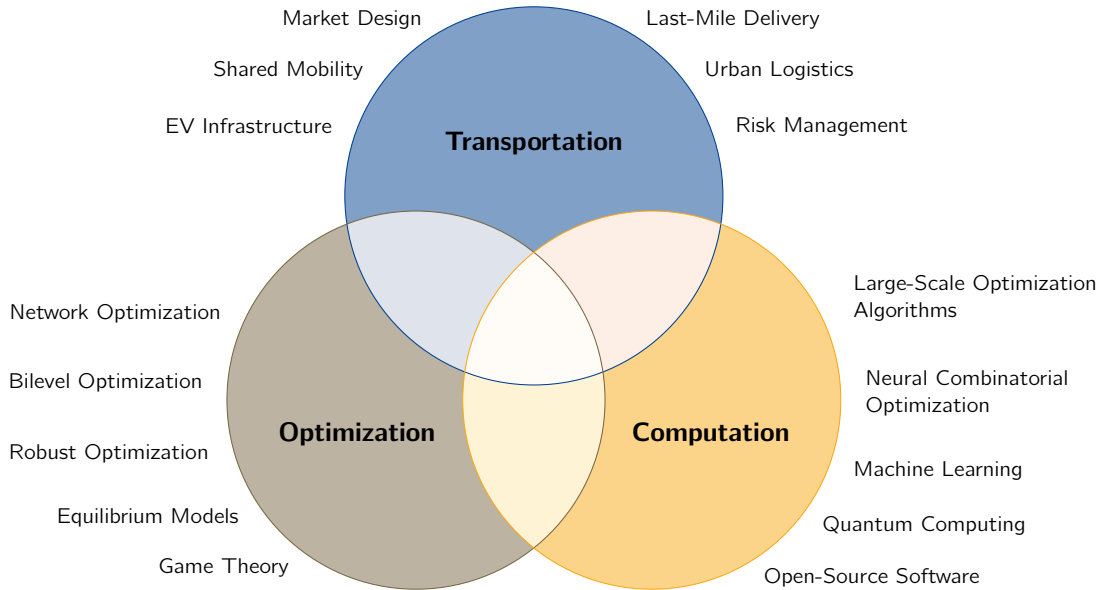 Market Design
Last-Mile Delivery
Shared Mobility
Urban Logistics
EV Infrastructure
Risk Management
Transportation
Large-Scale Optimization
Algorithms
Network Optimization
Bilevel Optimization
Neural Combinatorial
Optimization
Optimization
Computation
Robust Optimization
Machine Learning
Equilibrium Models
Quantum Computing
Game Theory
Open-Source Software